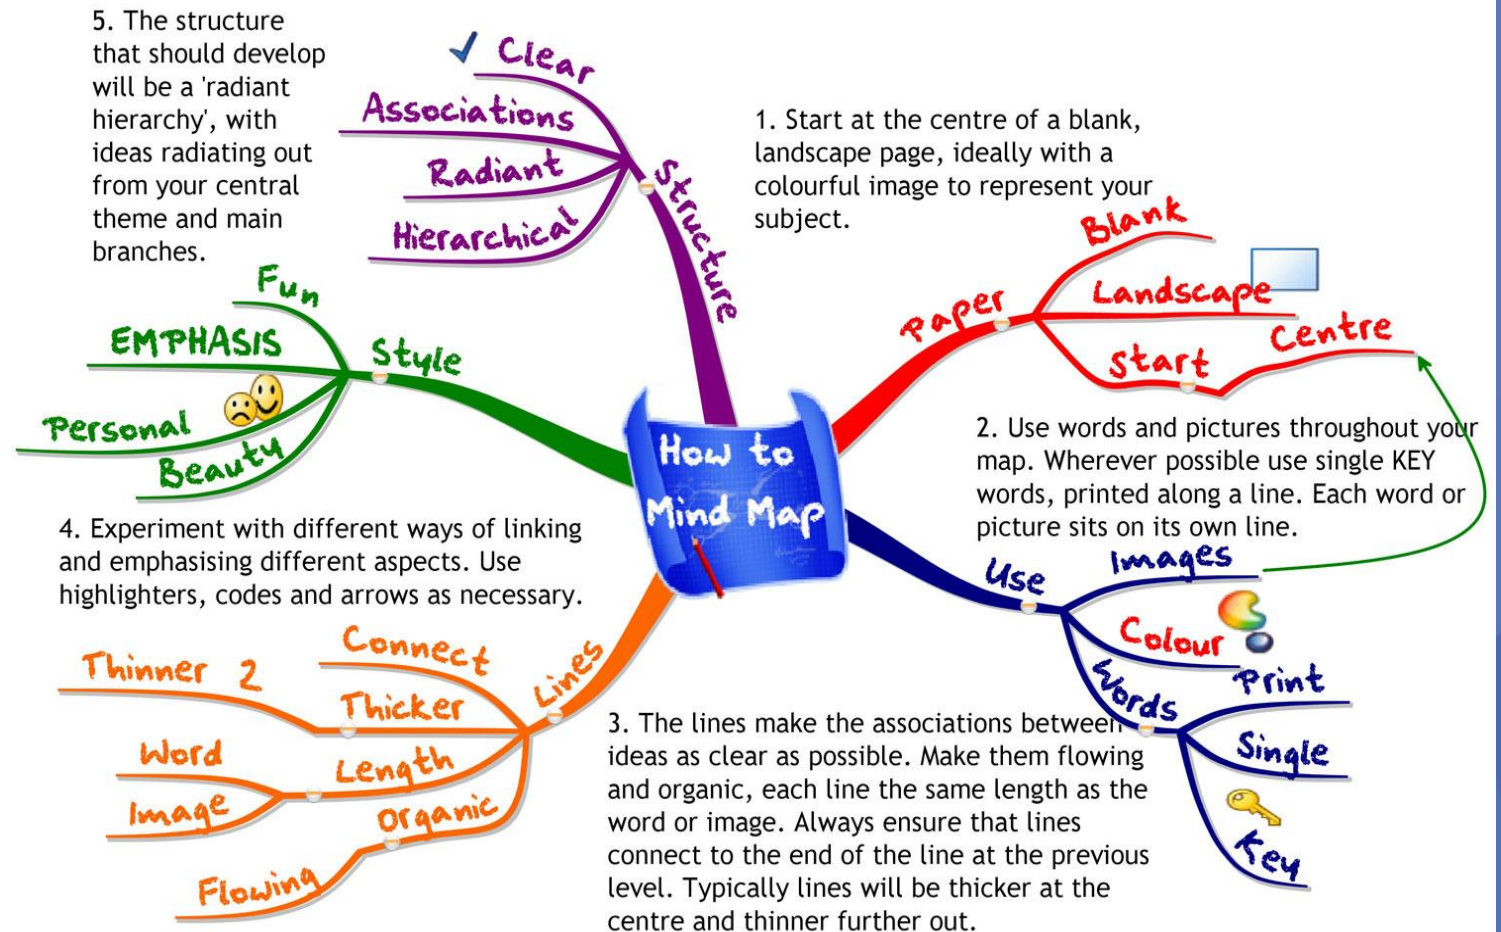 5. The structure
that should develop
will be a 'radiant
hierarchy', with
ideas radiating out
from your central
theme and main
branches.
Clear
Associations
Radiant
Hierarchical
Structure
1. Start at the centre of a blank,
landscape page, ideally with a
colourful image to represent your
subject.
Blank
Landscape
Paper
Start
Centre
Fun
EMPHASIS
Style
Personal
Beauty
How to
Mind Map
2. Use words and pictures throughout your
map. Wherever possible use single KEY
words, printed along a line. Each word or
picture sits on its own line.
4. Experiment with different ways of linking
and emphasising different aspects. Use
highlighters, codes and arrows as necessary.
Use
Images
Colour
Words
Print
Single
Key
Lines
Connect
Thinner 2
Thicker
Word
Length
Image
Organic
Flowing
3. The lines make the associations between
ideas as clear as possible. Make them flowing
and organic, each line the same length as the
word or image. Always ensure that lines
connect to the end of the line at the previous
level. Typically lines will be thicker at the
centre and thinner further out.